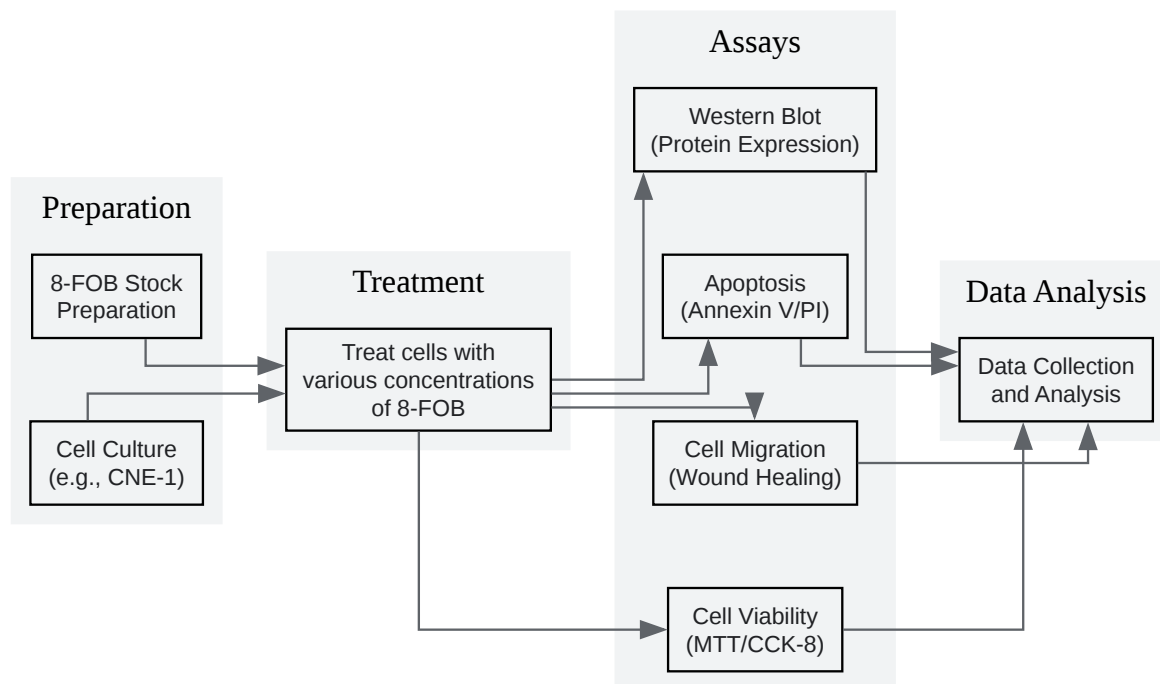 Preparation
8-FOB Stock
Preparation
Cell Culture
(e.g., CNE-1)
Treatment
Treat cells with
various concentrations
of 8-FOB
Assays
Western Blot
(Protein Expression)
Apoptosis
(Annexin V/PI)
Cell Migration
(Wound Healing)
Cell Viability
(MTT/CCK-8)
Data Analysis
Data Collection
and Analysis